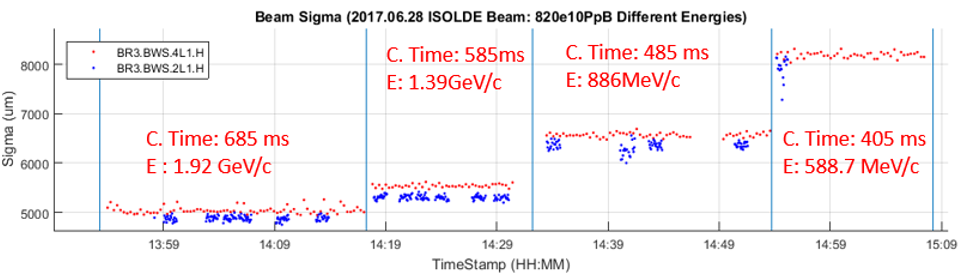 Beam Sigma (2017.06.28 ISOLDE Beam: 820e10PpB Different Energies)
BR3.BWS.4L1.H
BR3.BWS.2L1.H
C. Time: 685 ms
E : 1.92 GeV/c
C. Time: 585ms
E: 1.39GeV/c
C. Time: 485 ms
E: 886MeV/c
C. Time: 405 ms
E: 588.7 MeV/c
Sigma (um)
8000
7000
6000
5000
13:59 14:09 14:19 14:29 14:39 14:49 14:59 15:09
TimeStamp (HH:MM)